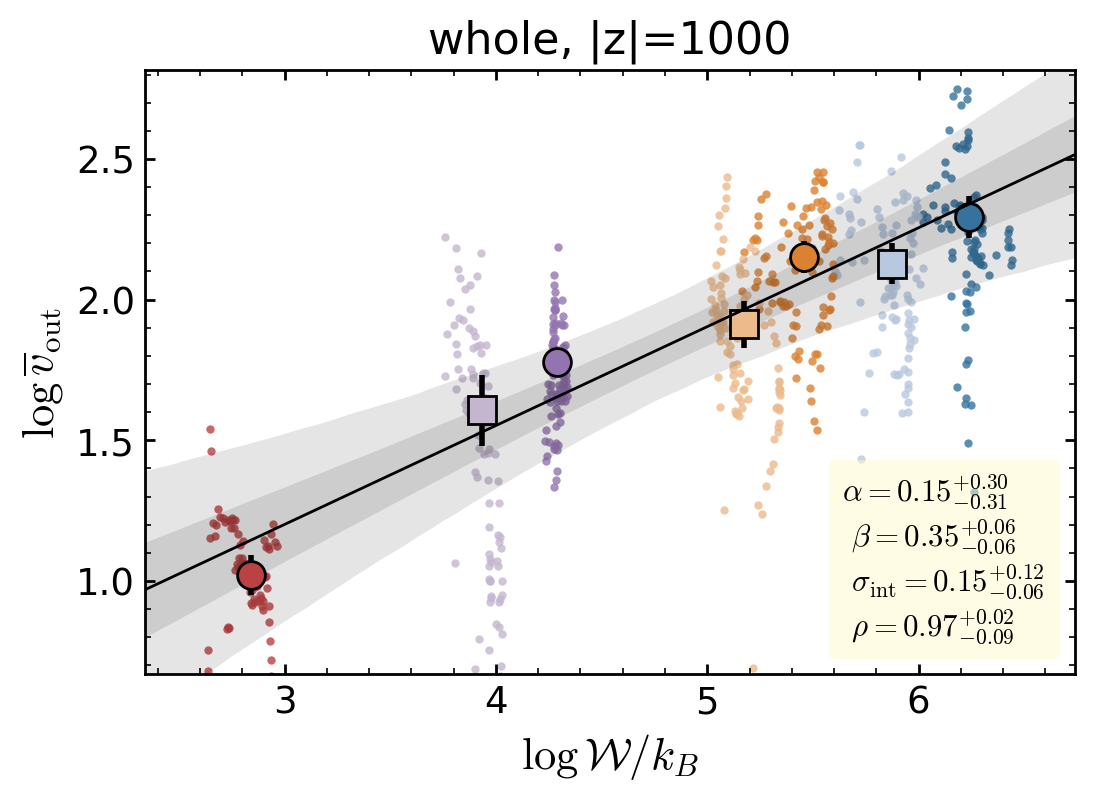 whole, |z|=1000
log v̅_out
2.5
2.0
1.5
1.0
α = 0.15^{+0.30}_{−0.31}
β = 0.35^{+0.06}_{−0.06}
σ_int = 0.15^{+0.12}_{−0.06}
ρ = 0.97^{+0.02}_{−0.09}
3 4 5 6
log 𝒲/k_B